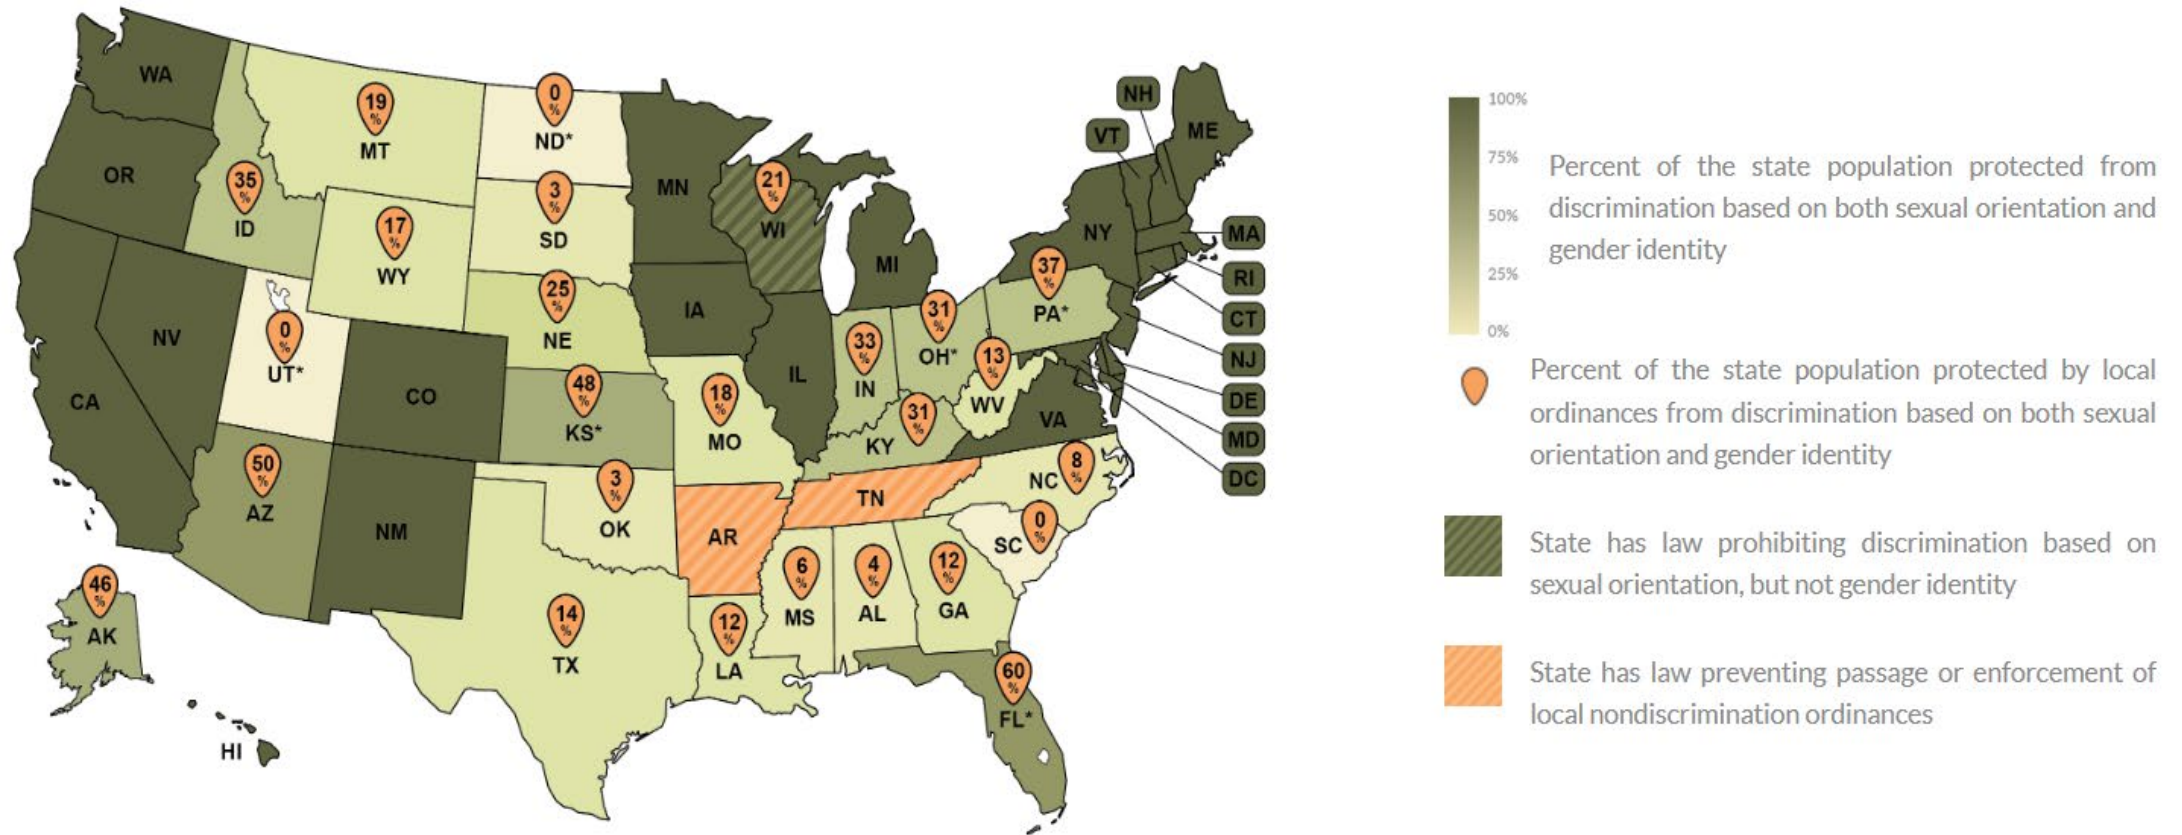 WA
OR
CA
NV
35
%
ID
19
%
MT
17
%
WY
0
%
UT*
CO
50
%
AZ
NM
0
%
ND*
3
%
SD
25
%
NE
48
%
KS*
3
%
OK
14
%
TX
MN
IA
18
%
MO
AR
12
%
LA
21
%
WI
IL
MI
33
%
IN
31
%
OH*
31
%
KY
TN
6
%
MS
4
%
AL
12
%
GA
60
%
FL*
0
%
SC
8
%
NC
13
%
WV
VA
37
%
PA*
NY
VT
NH
ME
MA
RI
CT
NJ
DE
MD
DC
46
%
AK
HI
100%
75%
50%
25%
0%
Percent of the state population protected from
discrimination based on both sexual orientation and
gender identity
Percent of the state population protected by local
ordinances from discrimination based on both sexual
orientation and gender identity
State has law prohibiting discrimination based on
sexual orientation, but not gender identity
State has law preventing passage or enforcement of
local nondiscrimination ordinances